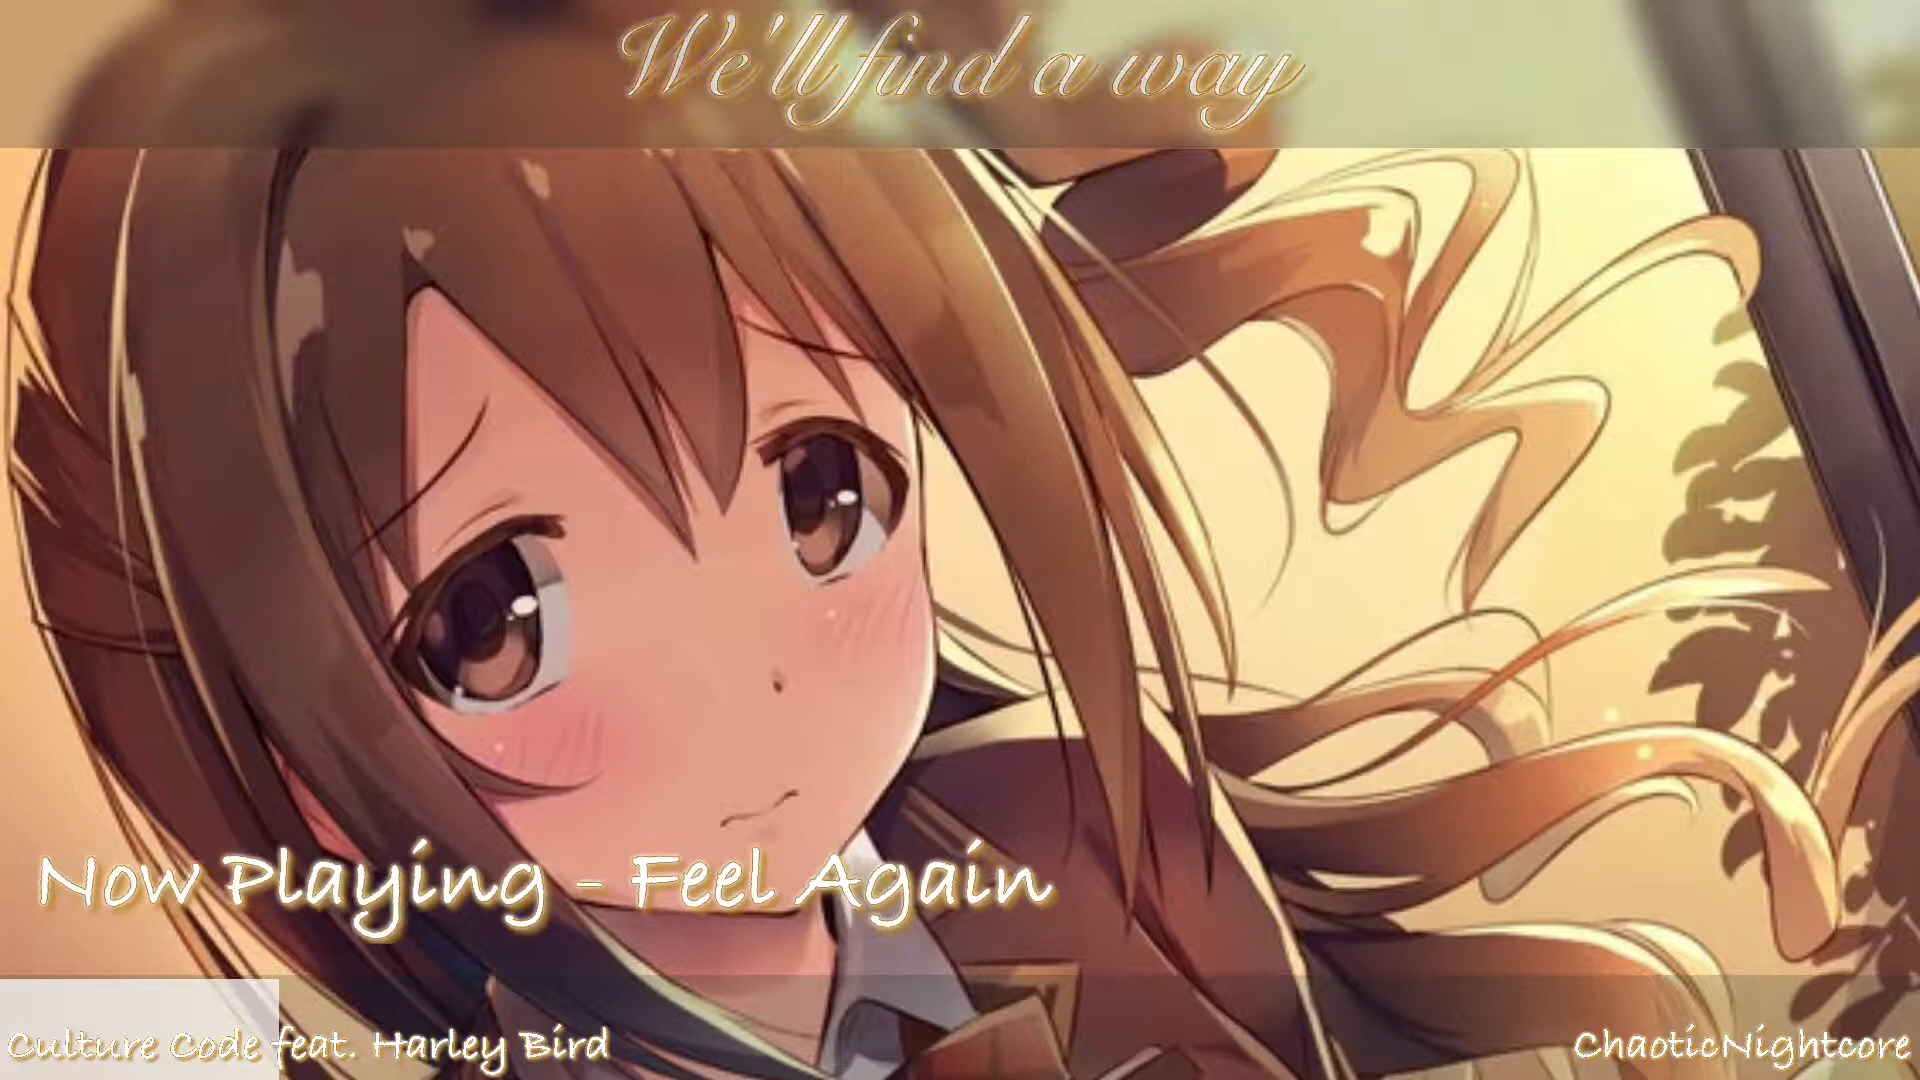 We'll find a way
Now Playing - Feel Again
Culture Code feat. Harley Bird
ChaoticNightcore